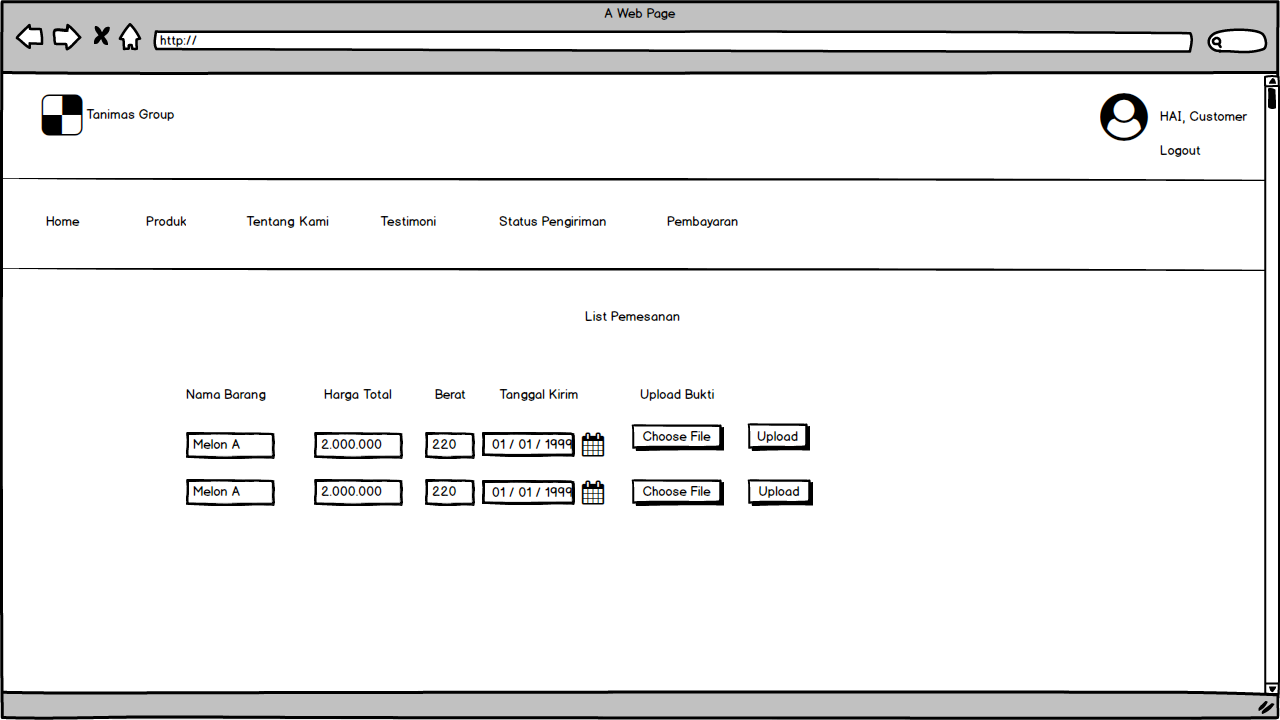 A Web Page
http://
Tanimas Group
HAI, Customer
Logout
Home Produk Tentang Kami Testimoni Status Pengiriman Pembayaran
List Pemesanan
Nama Barang Harga Total Berat Tanggal Kirim Upload Bukti
Melon A 2.000.000 220 01 / 01 / 1999 Choose File Upload
Melon A 2.000.000 220 01 / 01 / 1999 Choose File Upload